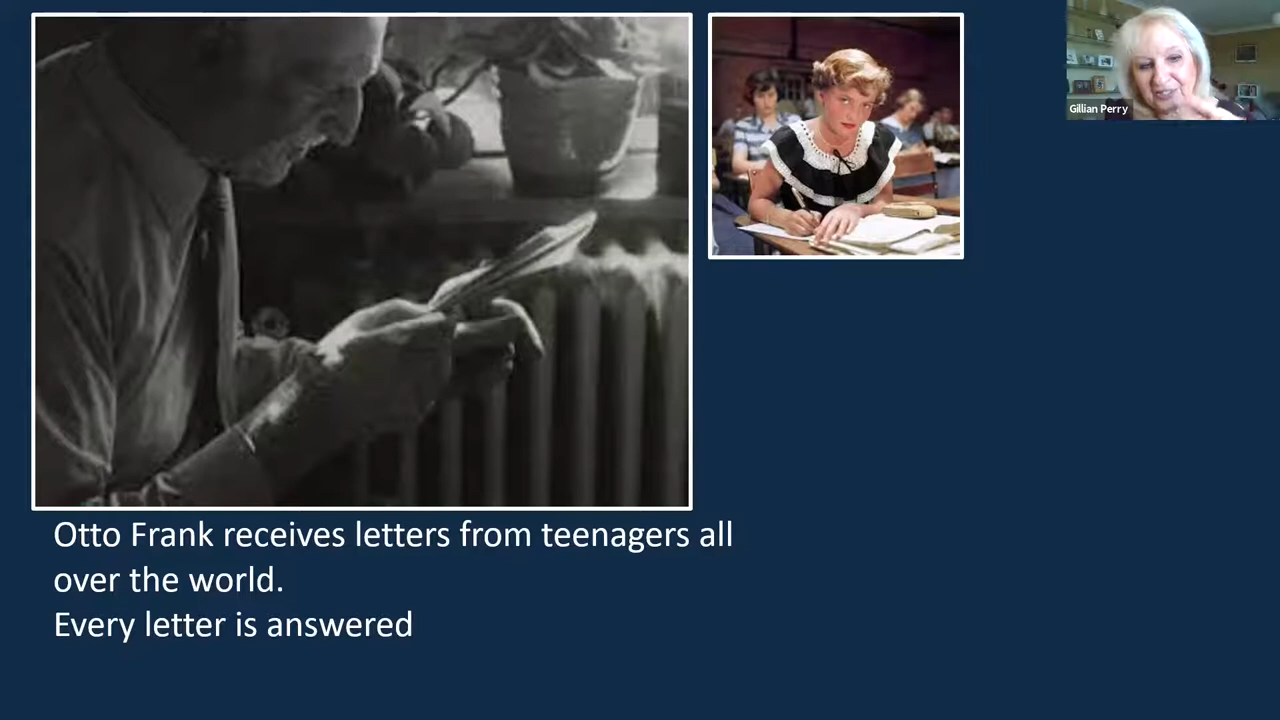 Gillian Perry
Otto Frank receives letters from teenagers all
over the world.
Every letter is answered